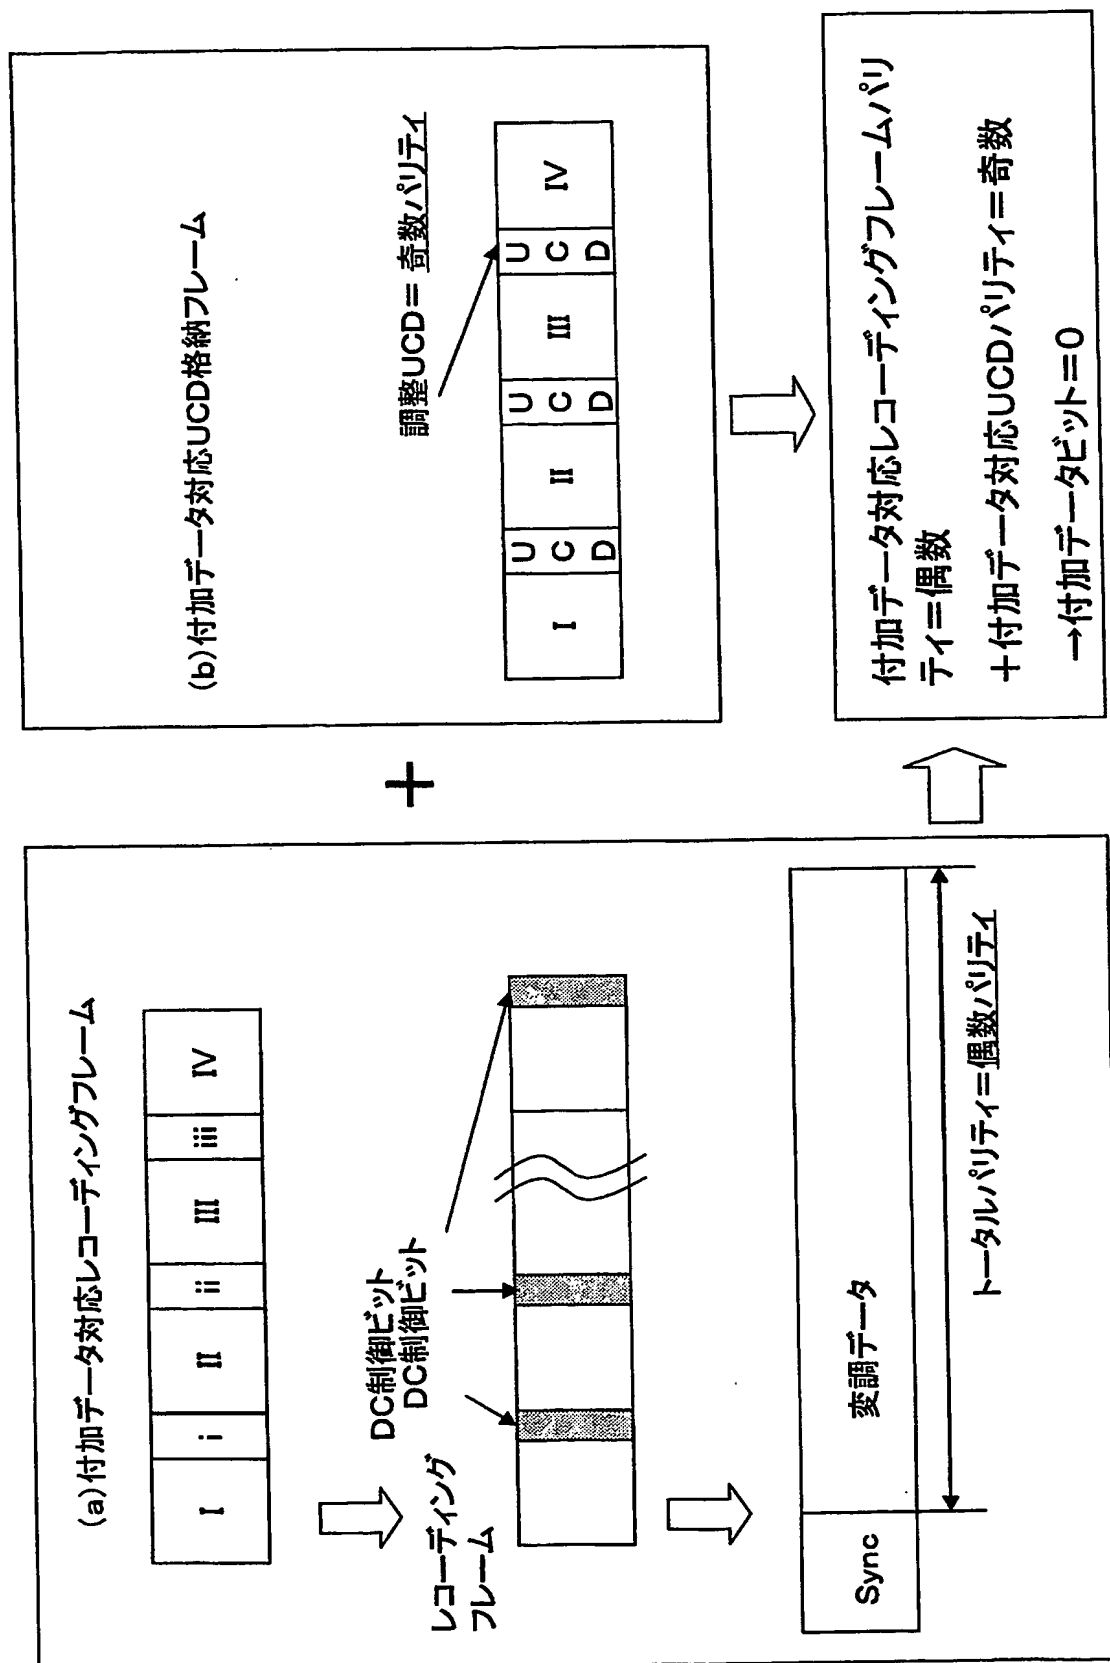 (a)付加データ対応レコーディングフレーム
I
i
II
ii
III
iii
IV
レコーディング
フレーム
DC制御ビット
DC制御ビット
Sync
変調データ
トータルパリティ=偶数パリティ
+
(b)付加データ対応UCD格納フレーム
調整UCD=奇数パリティ
I
UCD
II
UCD
III
UCD
IV
付加データ対応レコーディングフレームパリ
ティ=偶数
+付加データ対応UCDパリティ=奇数
→付加データビット=0